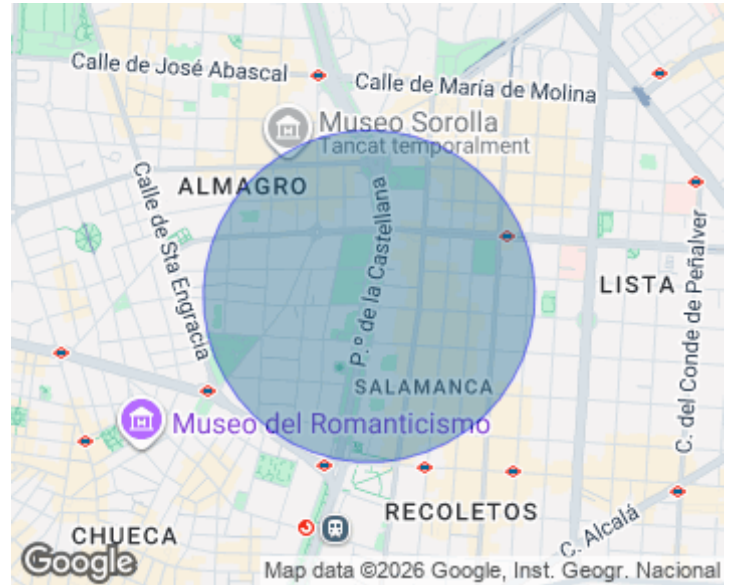 Calle de José Abascal
Calle de María de Molina
Museo Sorolla
Tancat temporalment
ALMAGRO
Calle de Sta Engracia
P.º de la Castellana
LISTA
C. del Conde de Peñalver
SALAMANCA
Museo del Romanticismo
RECOLETOS
CHUECA
C. Alcalá
Google
Map data ©2026 Google, Inst. Geogr. Nacional